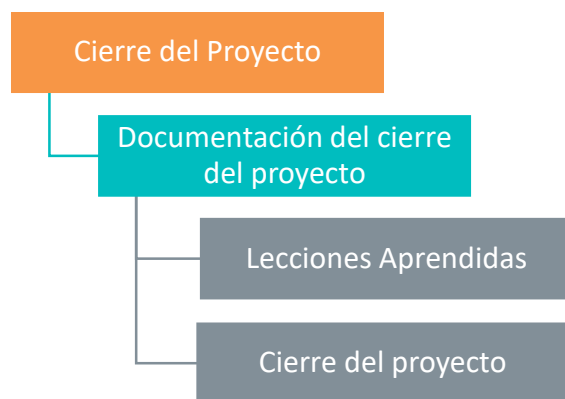 Cierre del Proyecto
Documentación del cierre
del proyecto
Lecciones Aprendidas
Cierre del proyecto